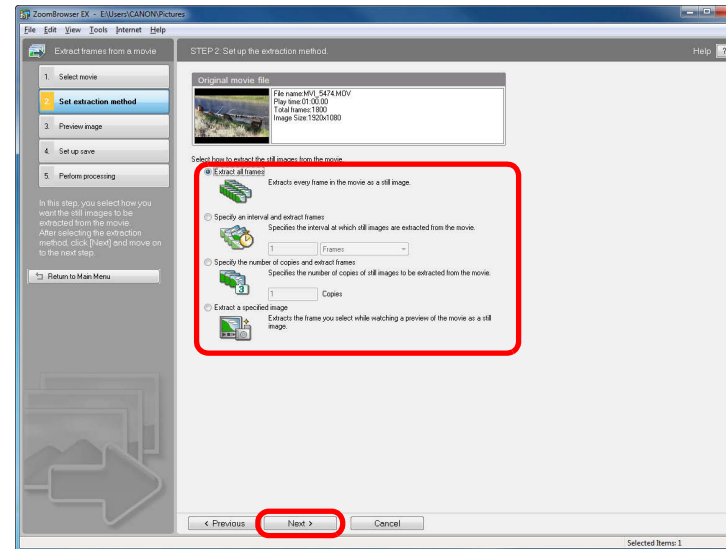 ZoomBrowser EX - E:\Users\CANON\Pictures
File Edit View Tools Internet Help
Extract frames from a movie
STEP2: Set up the extraction method.
Help ?
1. Select movie
2. Set extraction method
3. Preview image
4. Set up save
5. Perform processing
In this step, you select how you
want the still images to be
extracted from the movie.
After selecting the extraction
method, click [Next] and move on
to the next step.
Return to Main Menu
Original movie file
File name:MVI_5474.MOV
Play time:01:00.00
Total frames:1800
Image Size:1920x1080
Select how to extract the still images from the movie.
Extract all frames
Extracts every frame in the movie as a still image.
Specify an interval and extract frames
Specifies the interval at which still images are extracted from the movie.
1 Frames
Specify the number of copies and extract frames
Specifies the number of copies of still images to be extracted from the movie.
3
1 Copies
Extract a specified image
Extracts the frame you select while watching a preview of the movie as a still
image.
< Previous Next > Cancel
Selected Items: 1